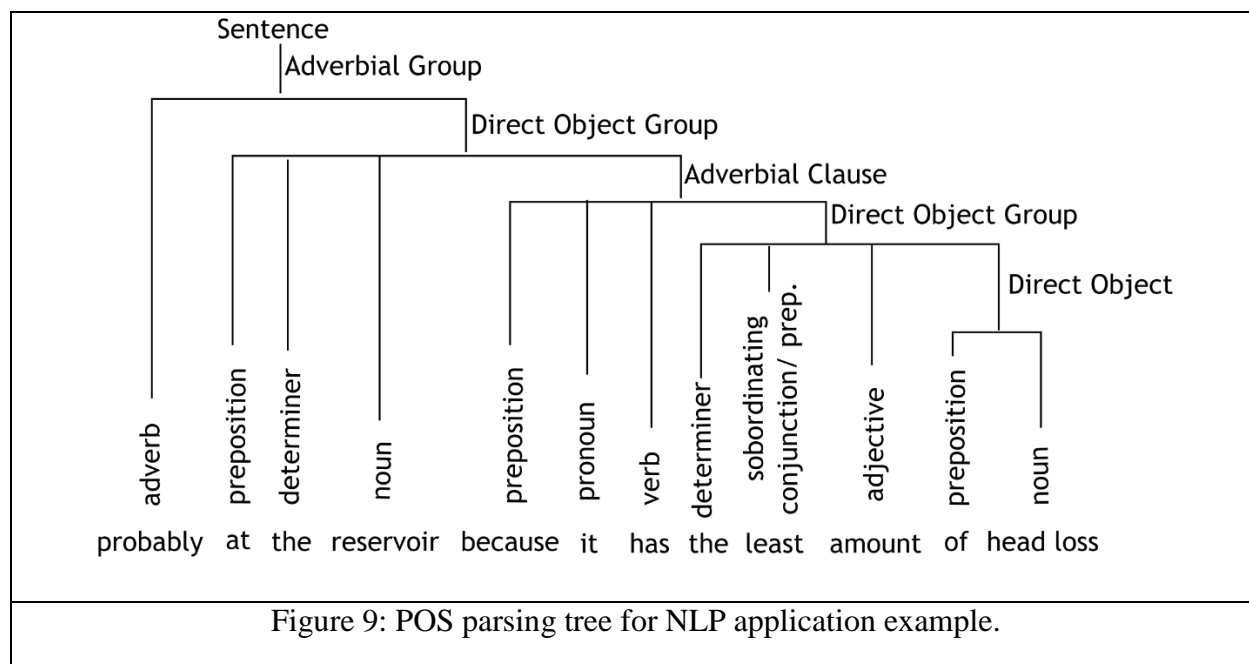 Sentence
Adverbial Group
Direct Object Group
Adverbial Clause
Direct Object Group
Direct Object
adverb
preposition
determiner
noun
preposition
pronoun
verb
determiner
sobordinating
conjunction/ prep.
adjective
preposition
noun
probably at the reservoir because it has the least amount of head loss
Figure 9: POS parsing tree for NLP application example.